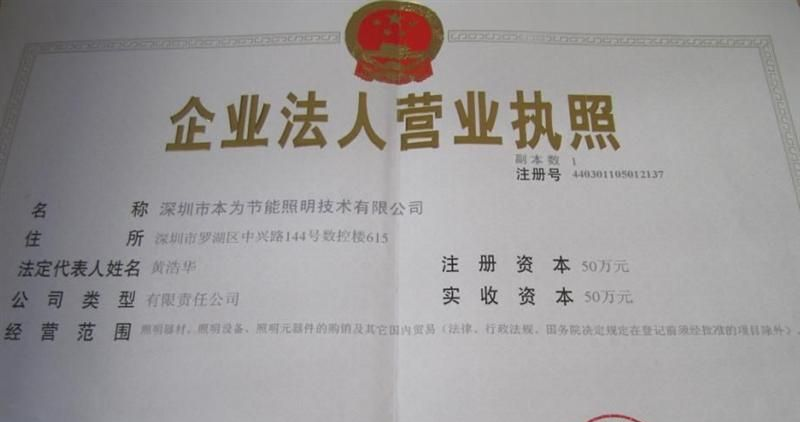 企业法人营业执照
副本数 1
注册号 440301105012137
名称 深圳市本为节能照明技术有限公司
住所 深圳市罗湖区中兴路144号数控楼615
法定代表人姓名 黄浩华
注册资本 50万元
公司类型 有限责任公司
实收资本 50万元
经营范围 照明器材、照明设备、照明元器件的购销及其它国内贸易（法律、行政法规、国务院决定规定在登记前须经批准的项目除外）。